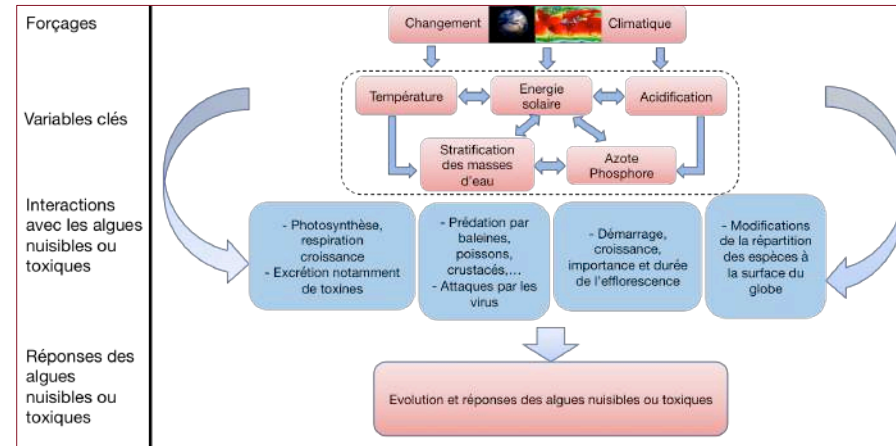 Forçages
Changement
Climatique
Variables clés
Température
Energie
solaire
Acidification
Stratification
des masses
d'eau
Azote
Phosphore
Interactions
avec les algues
nuisibles ou
toxiques
- Photosynthèse,
respiration
croissance
- Excrétion notamment
de toxines
- Prédation par
baleines,
poissons,
crustacés,...
- Attaques par les
virus
- Démarrage,
croissance,
importance et durée
de l'efflorescence
- Modifications
de la répartition
des espèces à
la surface du
globe
Réponses des
algues
nuisibles ou
toxiques
Evolution et réponses des algues nuisibles ou toxiques